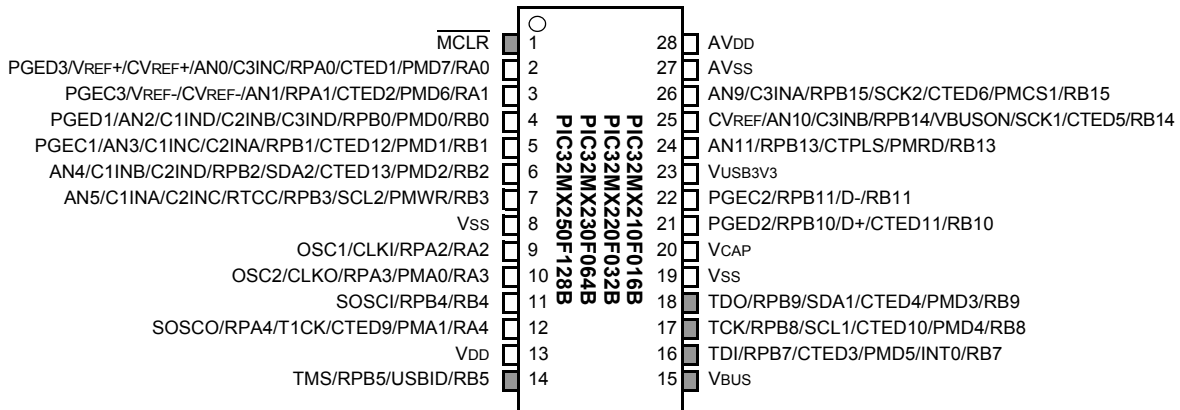 MCLR 1 28 AVDD
PGED3/VREF+/CVREF+/AN0/C3INC/RPA0/CTED1/PMD7/RA0 2 27 AVSS
PGEC3/VREF-/CVREF-/AN1/RPA1/CTED2/PMD6/RA1 3 26 AN9/C3INA/RPB15/SCK2/CTED6/PMCS1/RB15
PGED1/AN2/C1IND/C2INB/C3IND/RPB0/PMD0/RB0 4 25 CVREF/AN10/C3INB/RPB14/VBUSON/SCK1/CTED5/RB14
PGEC1/AN3/C1INC/C2INA/RPB1/CTED12/PMD1/RB1 5 24 AN11/RPB13/CTPLS/PMRD/RB13
AN4/C1INB/C2IND/RPB2/SDA2/CTED13/PMD2/RB2 6 23 VUSB3V3
AN5/C1INA/C2INC/RTCC/RPB3/SCL2/PMWR/RB3 7 22 PGEC2/RPB11/D-/RB11
VSS 8 21 PGED2/RPB10/D+/CTED11/RB10
OSC1/CLKI/RPA2/RA2 9 20 VCAP
OSC2/CLKO/RPA3/PMA0/RA3 10 19 VSS
SOSCI/RPB4/RB4 11 18 TDO/RPB9/SDA1/CTED4/PMD3/RB9
SOSCO/RPA4/T1CK/CTED9/PMA1/RA4 12 17 TCK/RPB8/SCL1/CTED10/PMD4/RB8
VDD 13 16 TDI/RPB7/CTED3/PMD5/INT0/RB7
TMS/RPB5/USBID/RB5 14 15 VBUS
PIC32MX210F016B
PIC32MX220F032B
PIC32MX230F064B
PIC32MX250F128B